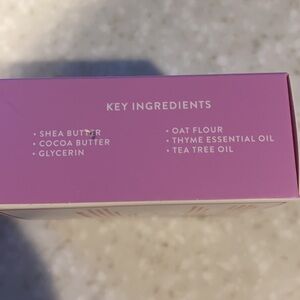 KEY INGREDIENTS
• SHEA BUTTER
• COCOA BUTTER
• GLYCERIN
• OAT FLOUR
• THYME ESSENTIAL OIL
• TEA TREE OIL